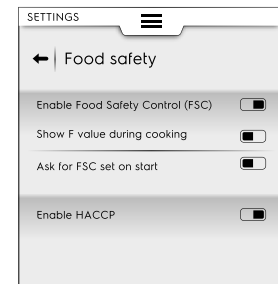 SETTINGS
Food safety
Enable Food Safety Control (FSC)
Show F value during cooking
Ask for FSC set on start
Enable HACCP